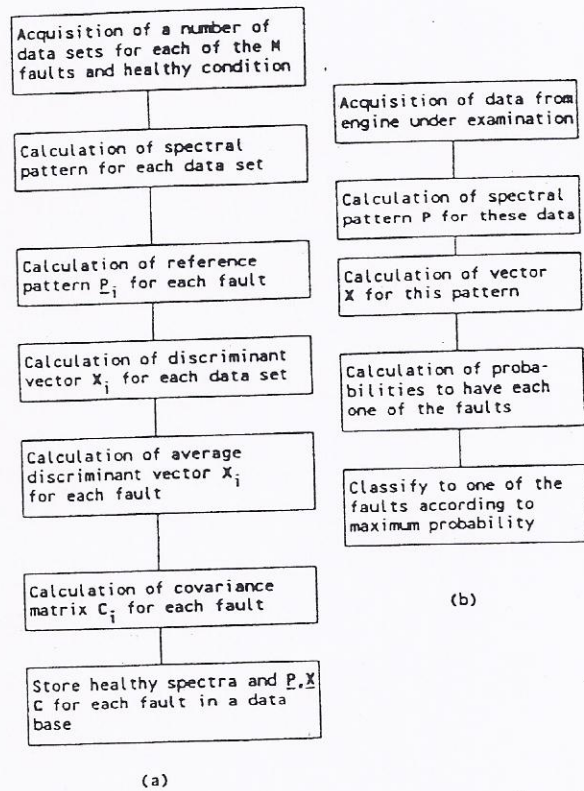 Acquisition of a number of
data sets for each of the M
faults and healthy condition
Calculation of spectral
pattern for each data set
Calculation of reference
pattern P_i for each fault
Calculation of discriminant
vector X_i for each data set
Calculation of average
discriminant vector X_i
for each fault
Calculation of covariance
matrix C_i for each fault
Store healthy spectra and P,X
C for each fault in a data
base
(a)
Acquisition of data from
engine under examination
Calculation of spectral
pattern P for these data
Calculation of vector
X for this pattern
Calculation of proba-
bilities to have each
one of the faults
Classify to one of the
faults according to
maximum probability
(b)